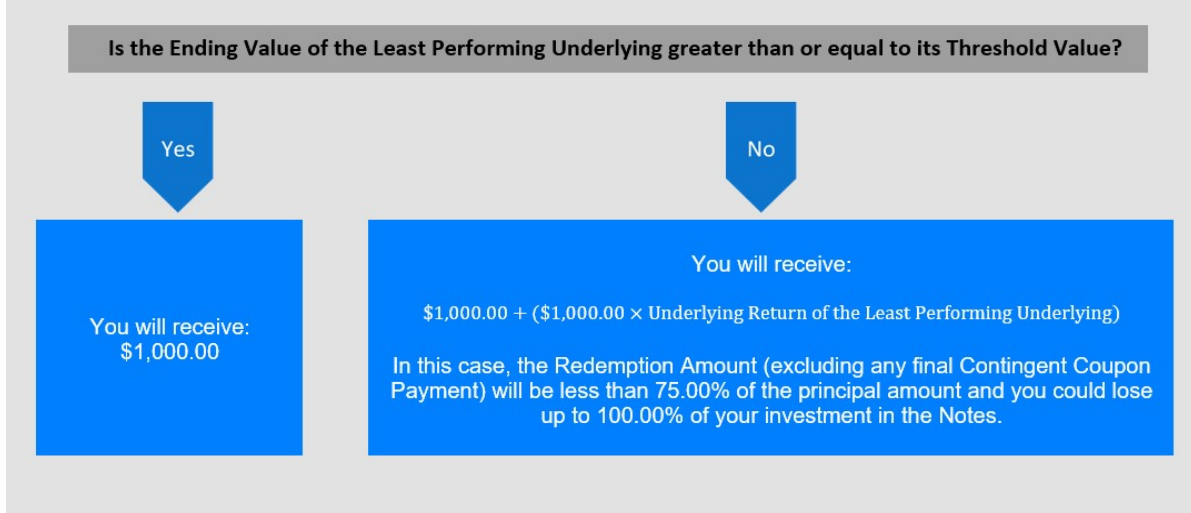 Is the Ending Value of the Least Performing Underlying greater than or equal to its Threshold Value?
Yes
No
You will receive:
$1,000.00
You will receive:
$1,000.00 + ($1,000.00 × Underlying Return of the Least Performing Underlying)
In this case, the Redemption Amount (excluding any final Contingent Coupon
Payment) will be less than 75.00% of the principal amount and you could lose
up to 100.00% of your investment in the Notes.